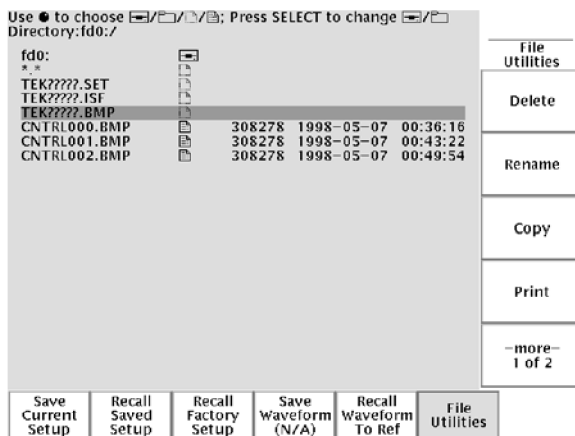 Use ● to choose / / / ; Press SELECT to change /
Directory:fd0:/
fd0:
*.*
TEK?????.SET
TEK?????.ISF
TEK?????.BMP
CNTRL000.BMP 308278 1998-05-07 00:36:16
CNTRL001.BMP 308278 1998-05-07 00:43:22
CNTRL002.BMP 308278 1998-05-07 00:49:54
File
Utilities
Delete
Rename
Copy
Print
-more-
1 of 2
Save
Current
Setup
Recall
Saved
Setup
Recall
Factory
Setup
Save
Waveform
(N/A)
Recall
Waveform
To Ref
File
Utilities